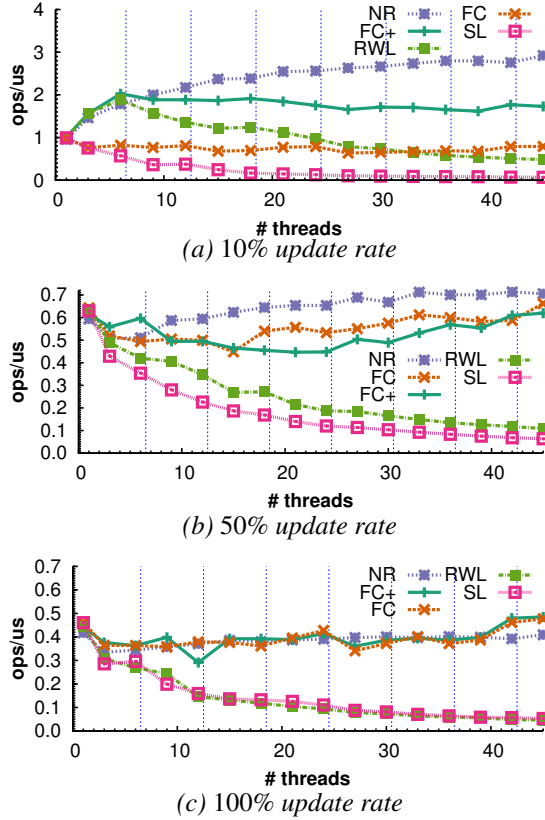 4
3
2
1
0
ops/us
NR
FC+
RWL
FC
SL
0 10 20 30 40
# threads
(a) 10% update rate
0.7
0.6
0.5
0.4
0.3
0.2
0.1
0.0
ops/us
NR
FC
FC+
RWL
SL
0 10 20 30 40
# threads
(b) 50% update rate
0.7
0.6
0.5
0.4
0.3
0.2
0.1
0.0
ops/us
NR
FC+
FC
RWL
SL
0 10 20 30 40
# threads
(c) 100% update rate